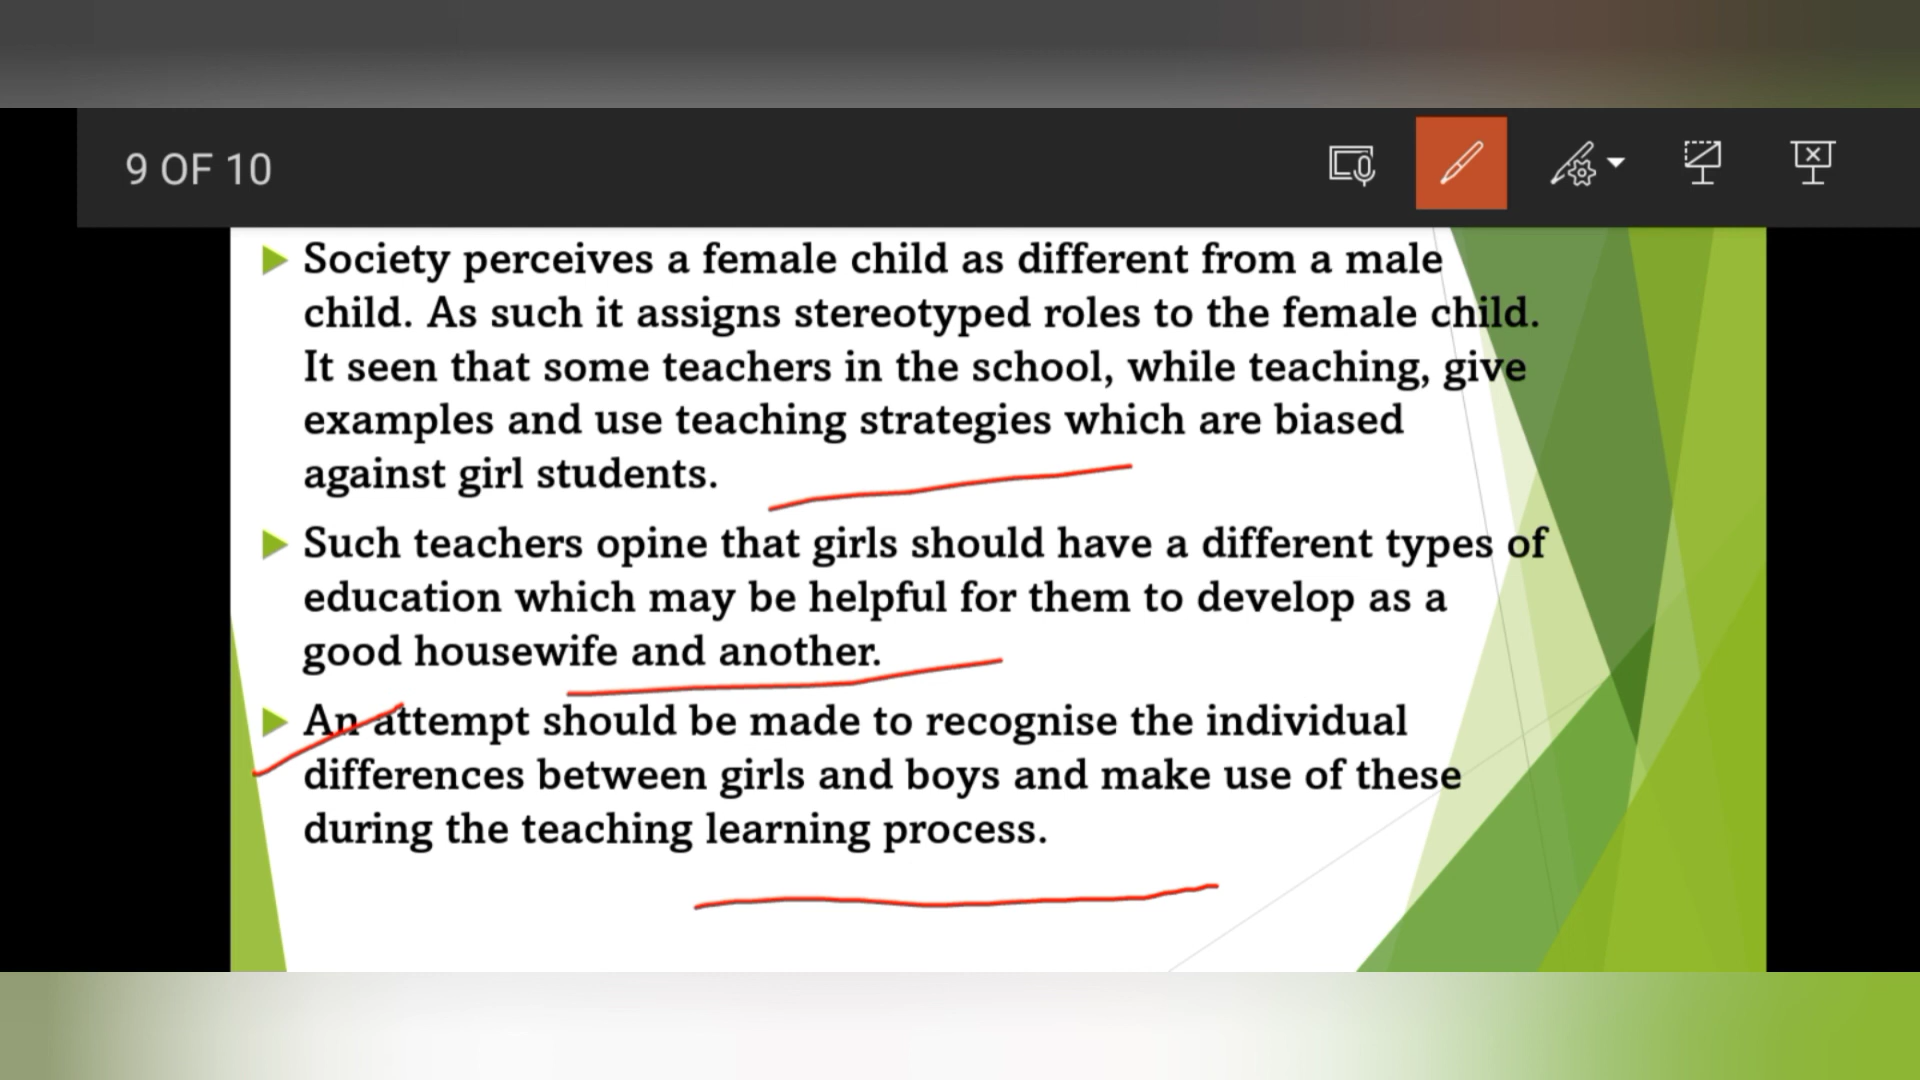 9 OF 10
Society perceives a female child as different from a male
child. As such it assigns stereotyped roles to the female child.
It seen that some teachers in the school, while teaching, give
examples and use teaching strategies which are biased
against girl students.
Such teachers opine that girls should have a different types of
education which may be helpful for them to develop as a
good housewife and another.
An attempt should be made to recognise the individual
differences between girls and boys and make use of these
during the teaching learning process.